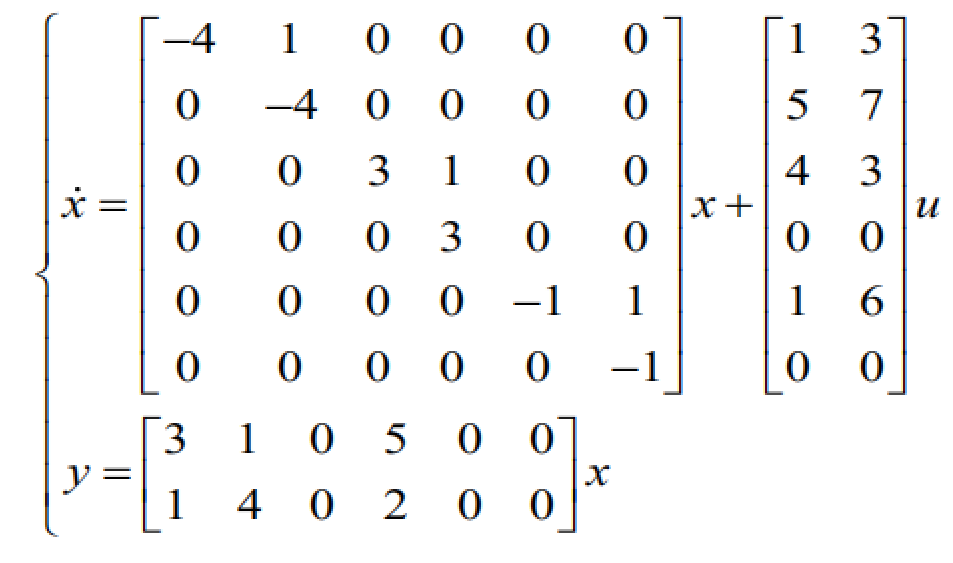 −4 1 0 0 0 0 1 3
0 −4 0 0 0 0 5 7
0 0 3 1 0 0 4 3
ẋ = x + u
0 0 0 3 0 0 0 0
0 0 0 0 −1 1 1 6
0 0 0 0 0 −1 0 0
3 1 0 5 0 0
y = x
1 4 0 2 0 0